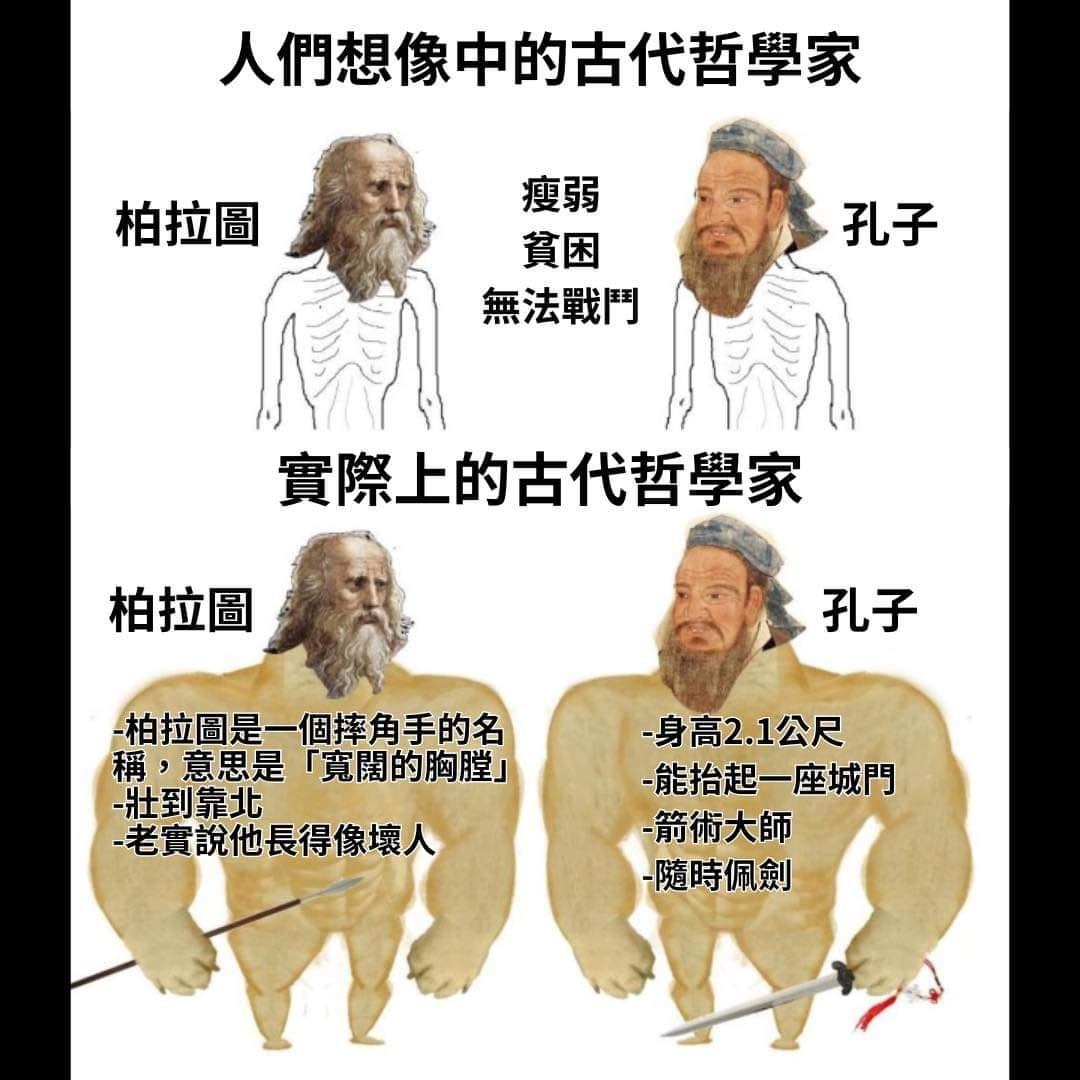 人們想像中的古代哲學家
柏拉圖
瘦弱
貧困
無法戰鬥
孔子
實際上的古代哲學家
柏拉圖
孔子
-柏拉圖是一個摔角手的名
稱，意思是「寬闊的胸膛」
-壯到靠北
-老實說他長得像壞人
-身高2.1公尺
-能抬起一座城門
-箭術大師
-隨時佩劍